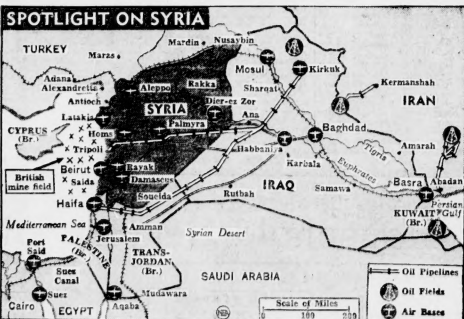 SPOTLIGHT ON SYRIA
TURKEY
Maras
Mardin
Nusaybin
Adana
Alexandretta
Antioch
Aleppo
Rakka
Mosul
Sharqat
Kirkuk
Kermanshah
IRAN
Latakia
SYRIA
Dier-ez Zor
CYPRUS
(Br.)
Homs
Palmyra
Ana
Tripoli
Habbaniy
Baghdad
Amarah
British
mine field
Beirut
Saida
Rayak
Damascus
Karbala
Tigris
Euphrates
IRAQ
Samawa
Basra
Abadan
Haifa
Soueida
Rutbah
Persian
Gulf
KUWAIT
(Br.)
Mediterranean Sea
Amman
Syrian Desert
Jerusalem
Port
Said
PALESTINE
(Br.)
TRANS-
JORDAN
(Br.)
Suez
Canal
SAUDI ARABIA
Oil Pipelines
Oil Fields
Air Bases
Cairo
Suez
EGYPT
Aqaba
Mudawara
NEA
Scale of Miles
0 100 200